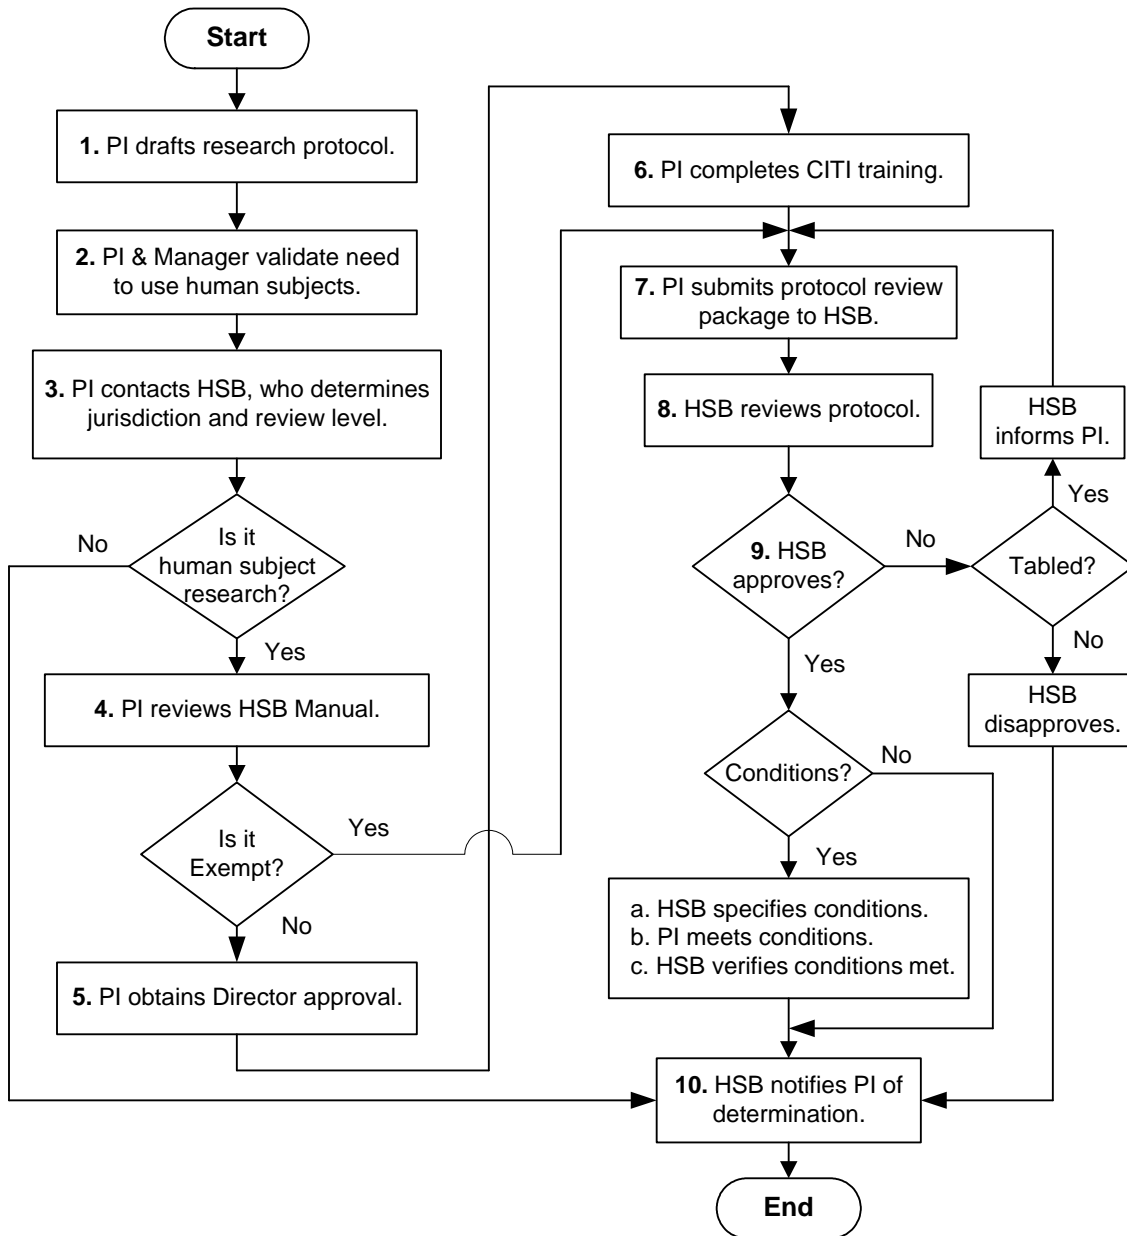 Start
1. PI drafts research protocol.
2. PI & Manager validate need
to use human subjects.
3. PI contacts HSB, who determines
jurisdiction and review level.
Is it
human subject
research?
No
Yes
4. PI reviews HSB Manual.
Is it
Exempt?
Yes
No
5. PI obtains Director approval.
6. PI completes CITI training.
7. PI submits protocol review
package to HSB.
8. HSB reviews protocol.
9. HSB
approves?
No
Yes
Tabled?
Yes
HSB
informs PI.
No
HSB
disapproves.
Conditions?
No
Yes
a. HSB specifies conditions.
b. PI meets conditions.
c. HSB verifies conditions met.
10. HSB notifies PI of
determination.
End